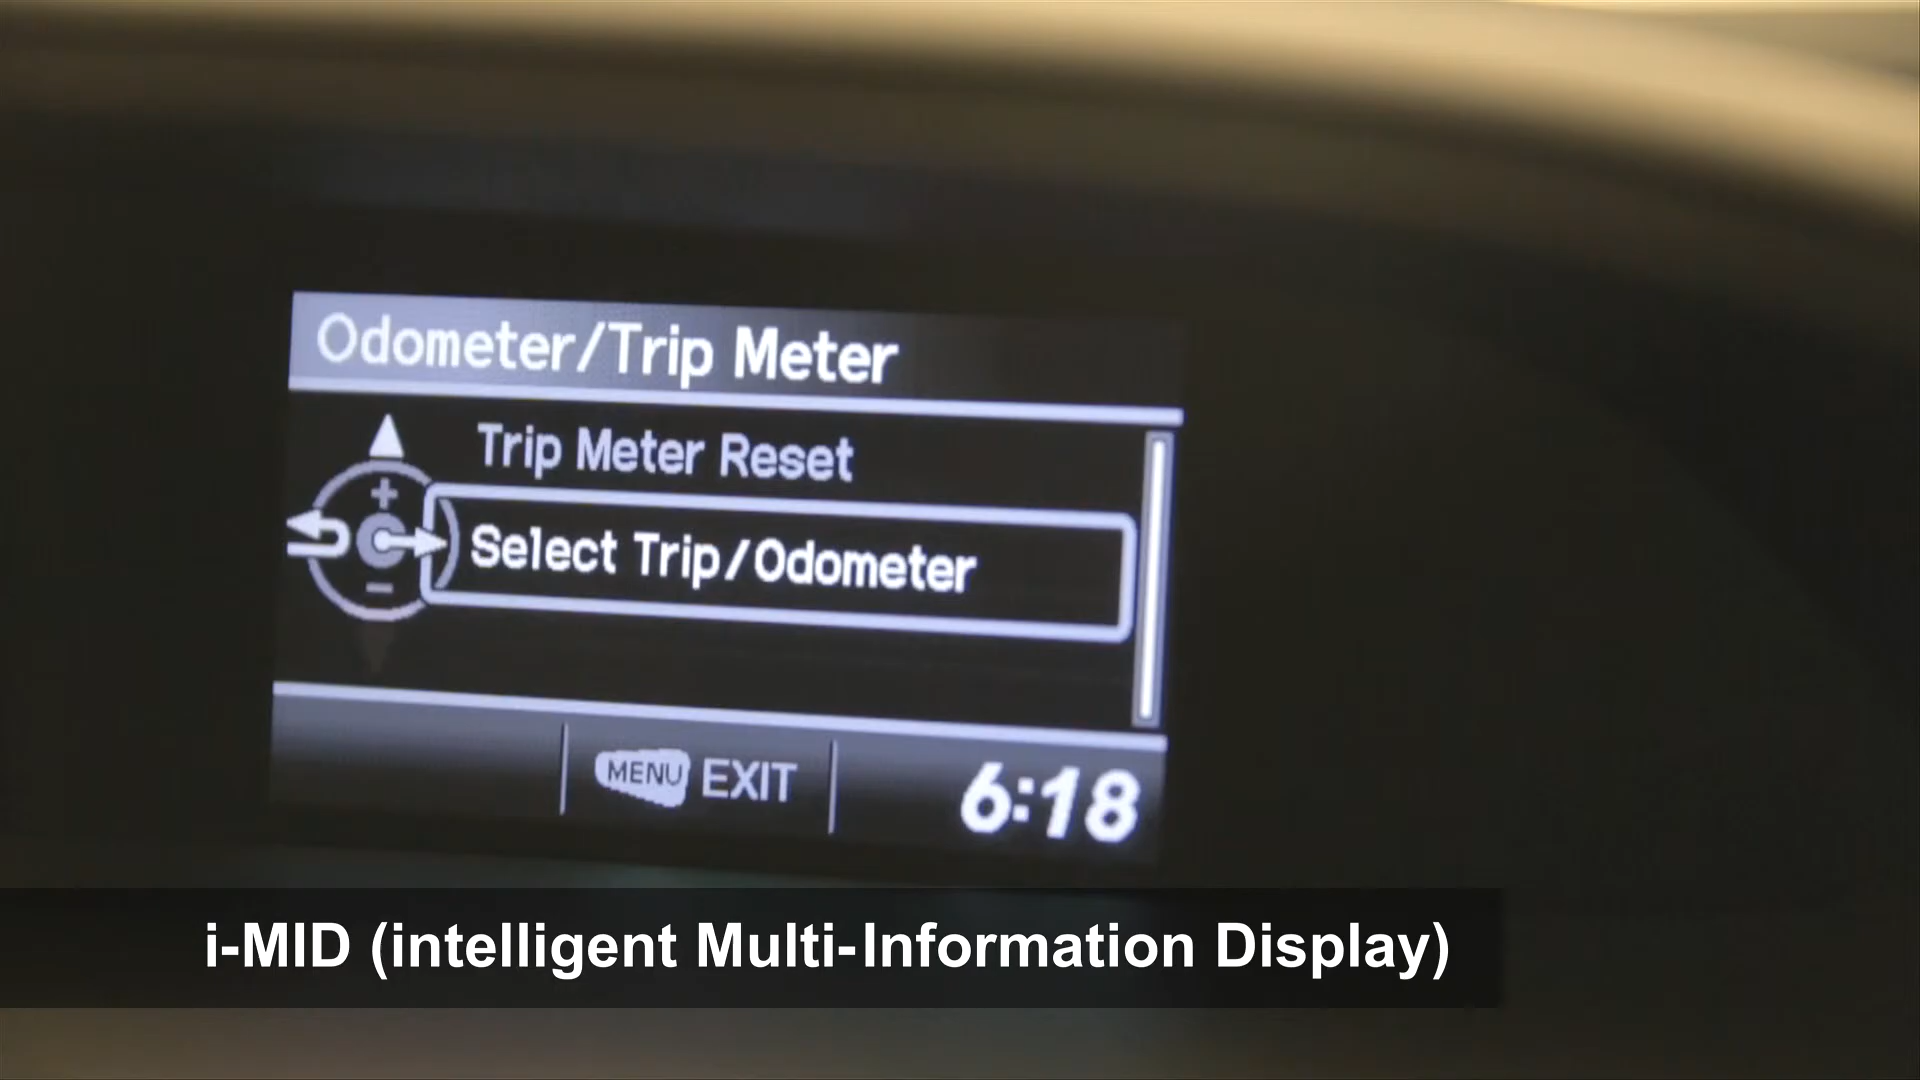 Odometer/Trip Meter
Trip Meter Reset
+
Select Trip/Odometer
-
MENU EXIT
6:18
i-MID (intelligent Multi-Information Display)